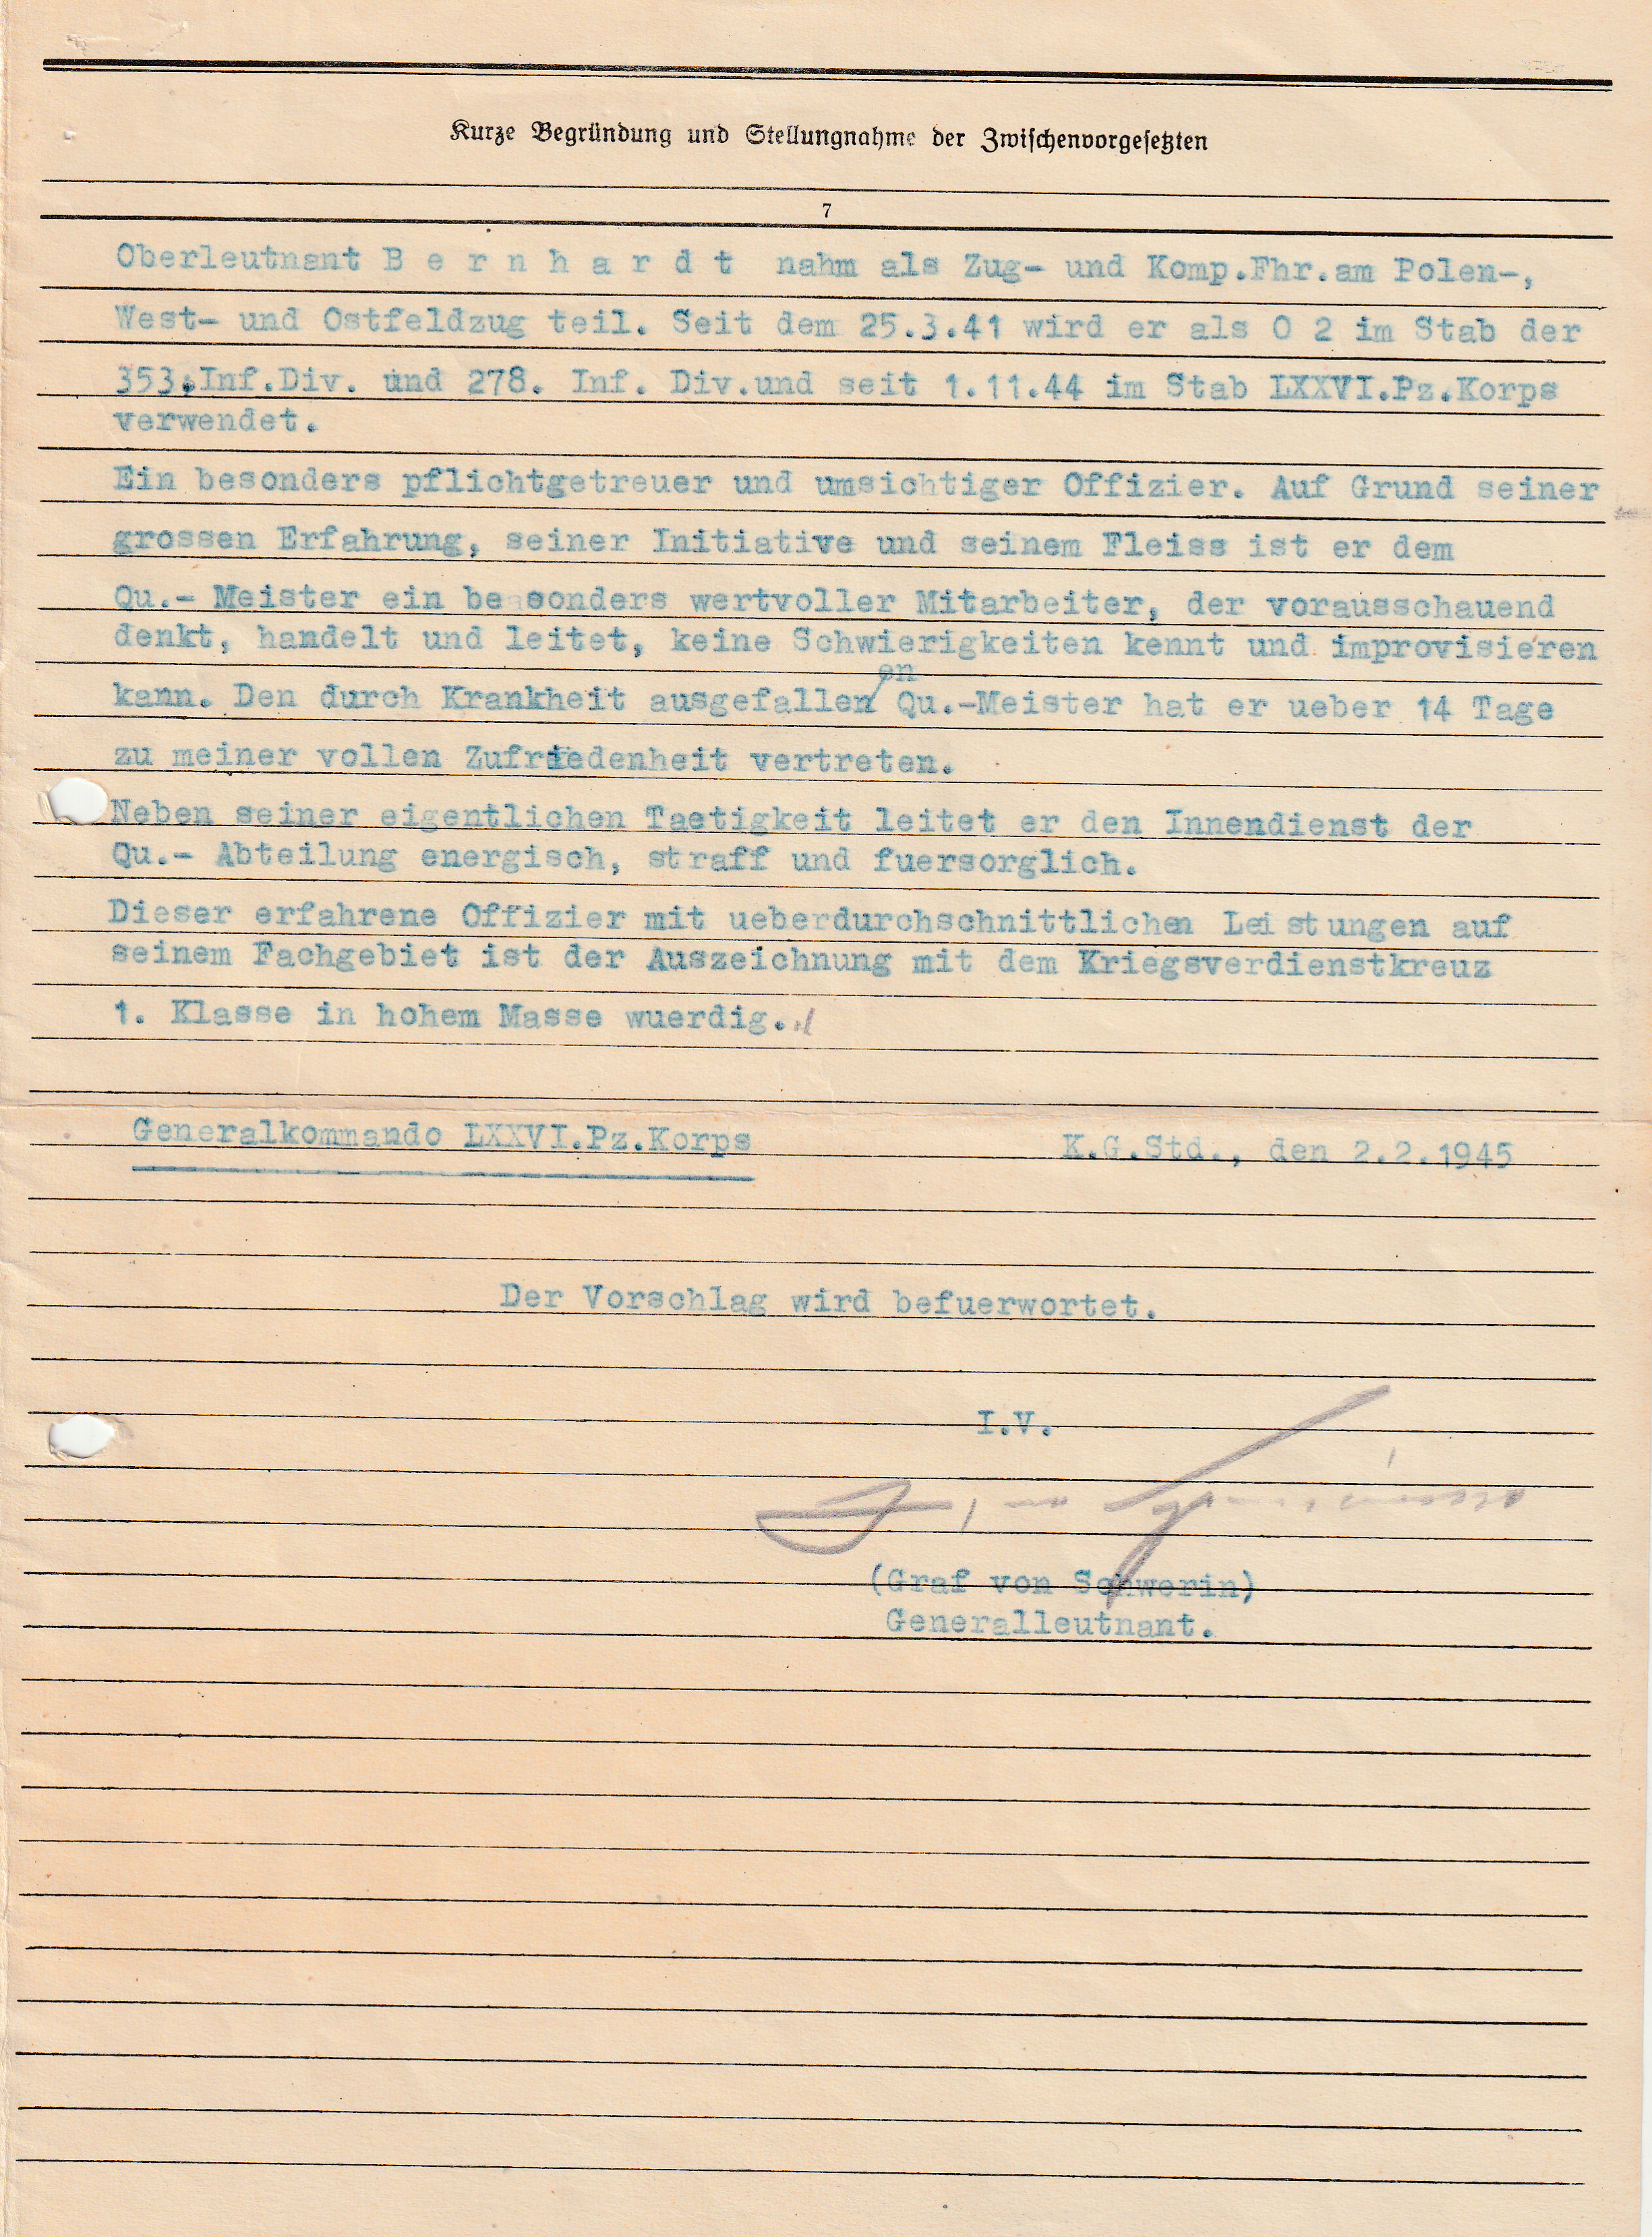 Kurze Begründung und Stellungnahme der Zwischenvorgesetzten
7
Oberleutnant B e r n h a r d t nahm als Zug- und Komp.Fhr.am Polen-,
West- und Ostfeldzug teil. Seit dem 25.3.41 wird er als O 2 im Stab der
353.Inf.Div. und 278. Inf. Div.und seit 1.11.44 im Stab LXXVI.Pz.Korps
verwendet.
Ein besonders pflichtgetreuer und umsichtiger Offizier. Auf Grund seiner
grossen Erfahrung, seiner Initiative und seinem Fleiss ist er dem
Qu.- Meister ein besonders wertvoller Mitarbeiter, der vorausschauend
denkt, handelt und leitet, keine Schwierigkeiten kennt und improvisieren
kann. Den durch Krankheit ausgefallenen Qu.-Meister hat er ueber 14 Tage
zu meiner vollen Zufriedenheit vertreten.
Neben seiner eigentlichen Taetigkeit leitet er den Innendienst der
Qu.- Abteilung energisch, straff und fuersorglich.
Dieser erfahrene Offizier mit ueberdurchschnittlichen Leistungen auf
seinem Fachgebiet ist der Auszeichnung mit dem Kriegsverdienstkreuz
1. Klasse in hohem Masse wuerdig.
Generalkommando LXXVI.Pz.Korps K.G.Std., den 2.2.1945
Der Vorschlag wird befuerwortet.
I.V.
(Graf von Schwerin)
Generalleutnant.